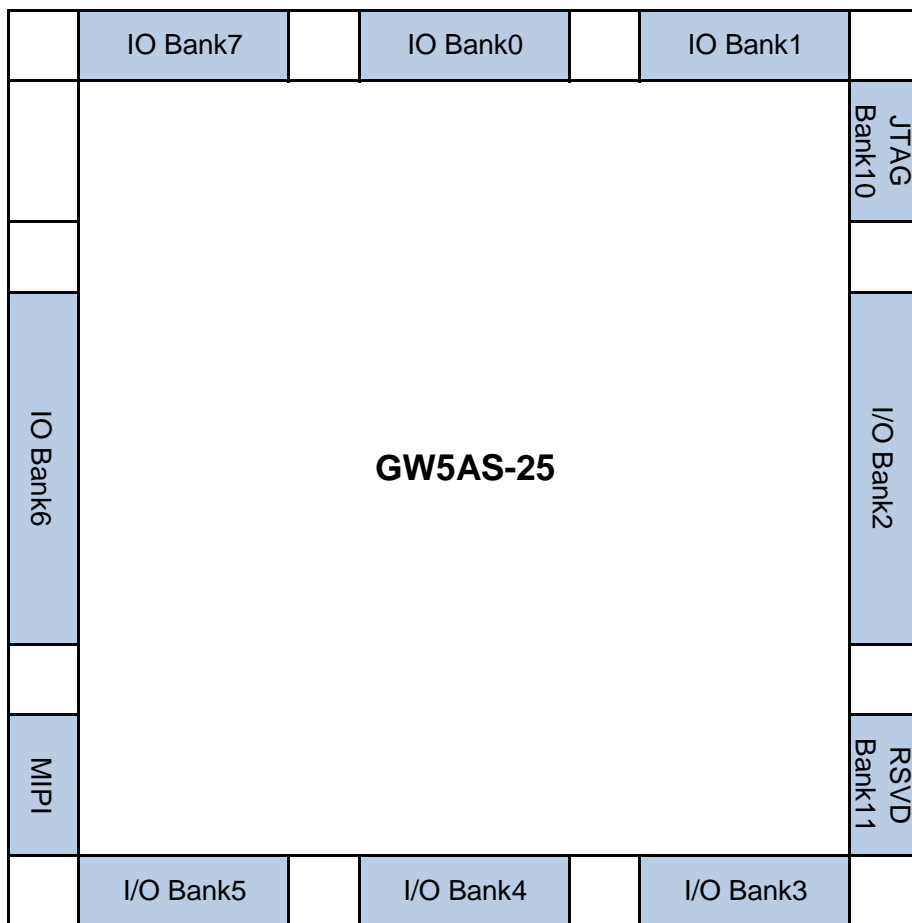 IO Bank7
IO Bank0
IO Bank1
JTAG
Bank10
IO Bank6
GW5AS-25
I/O Bank2
MIPI
RSVD
Bank11
I/O Bank5
I/O Bank4
I/O Bank3